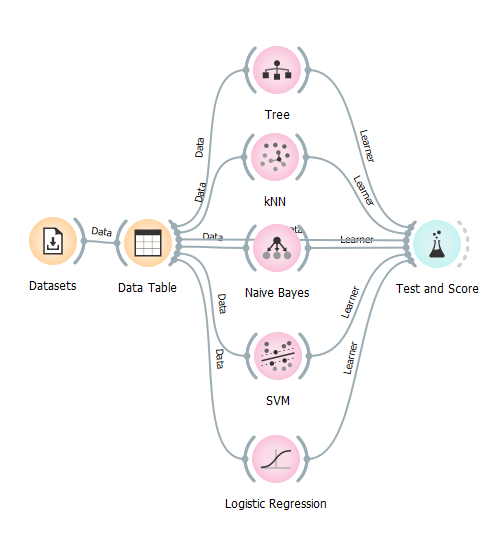 Tree
Data
Learner
kNN
Data
Learner
Datasets
Data
Data Table
Data
Data
Learner
Naive Bayes
Test and Score
Data
Learner
SVM
Data
Learner
Logistic Regression